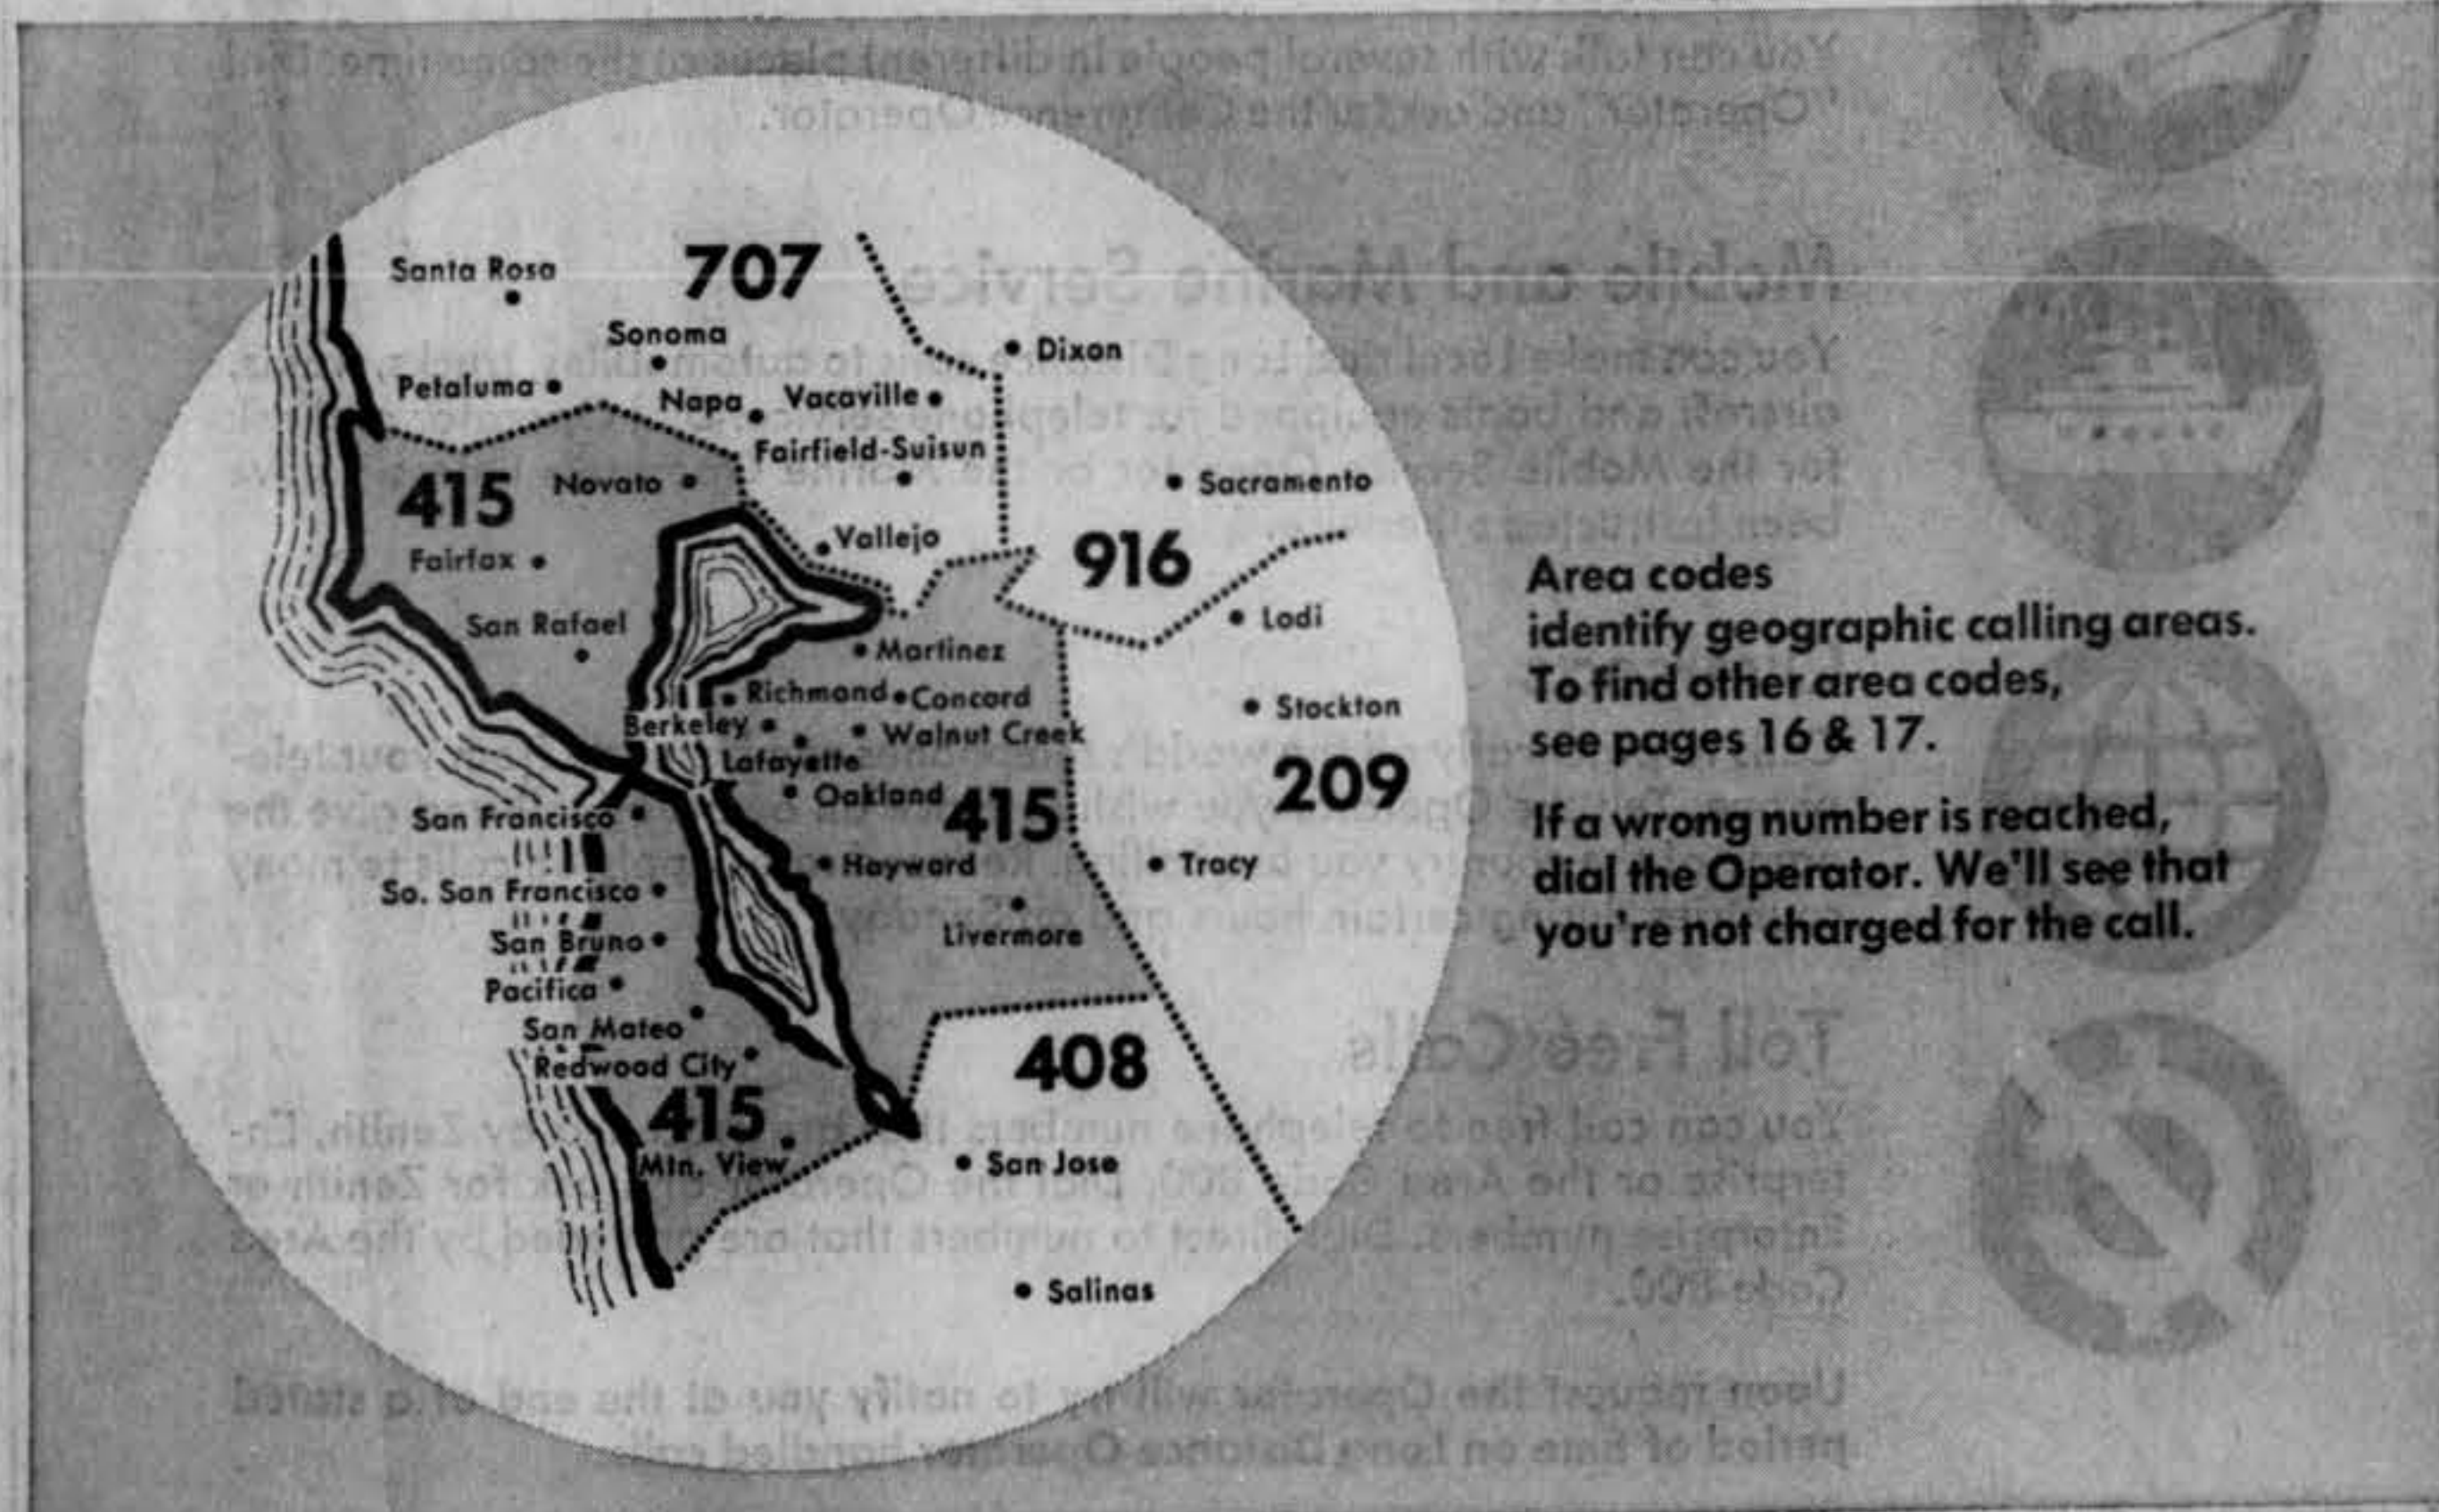 Santa Rosa
707
Sonoma
Dixon
Petaluma
Napa
Vacaville
Fairfield-Suisun
415
Novato
Sacramento
Vallejo
916
Fairfax
Lodi
San Rafael
Martinez
Richmond
Concord
Stockton
Berkeley
Walnut Creek
Lafayette
209
Oakland
415
San Francisco
Hayward
Tracy
So. San Francisco
Livermore
San Bruno
Pacifica
San Mateo
408
Redwood City
415
Mtn. View
San Jose
Salinas
Area codes
identify geographic calling areas.
To find other area codes,
see pages 16 & 17.
If a wrong number is reached,
dial the Operator. We'll see that
you're not charged for the call.